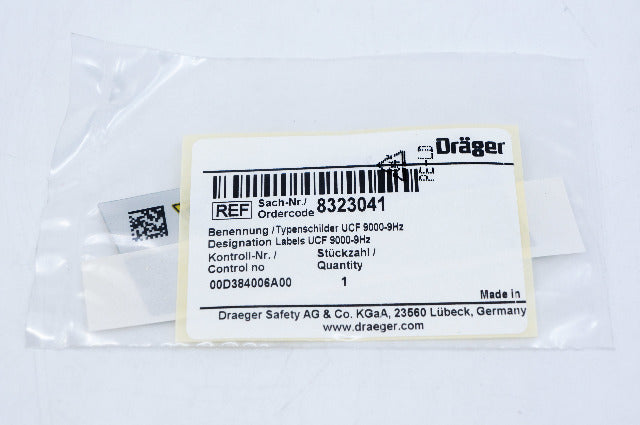 Dräger
REF Sach-Nr./ Ordercode 8323041
Benennung / Typenschilder UCF 9000-9Hz
Designation Labels UCF 9000-9Hz
Kontroll-Nr. / Stückzahl /
Control no Quantity
00D384006A00 1
Made in
Draeger Safety AG & Co. KGaA, 23560 Lübeck, Germany
www.draeger.com